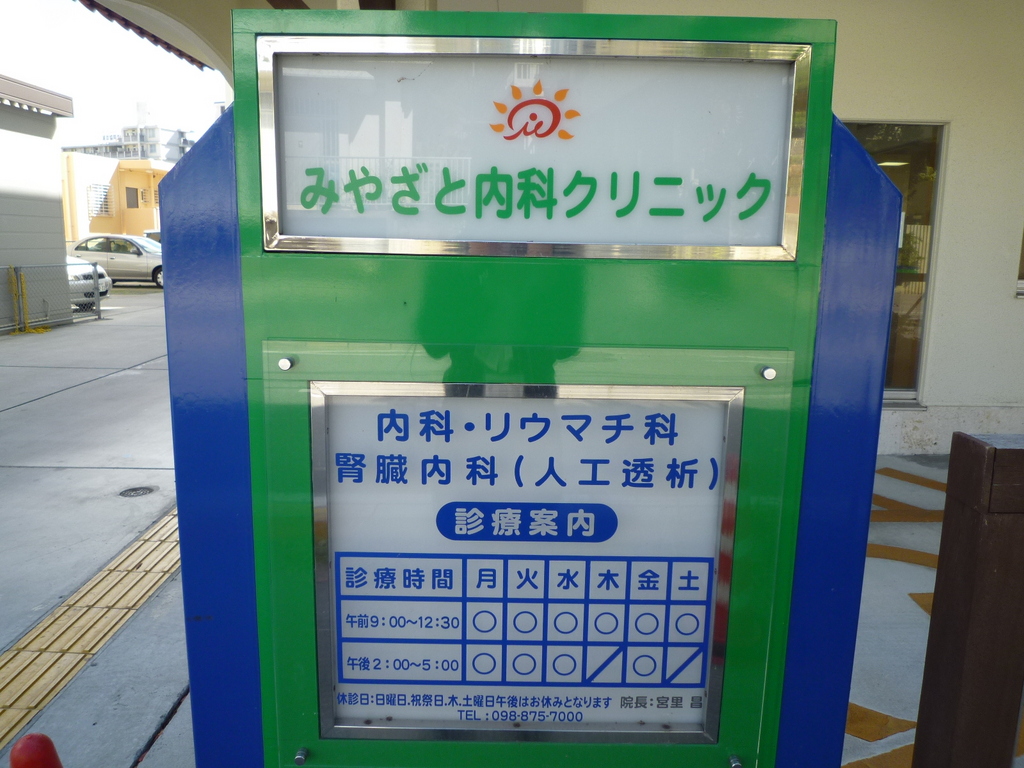 みやざと内科クリニック
内科・リウマチ科
腎臓内科(人工透析)
診療案内
診療時間 月 火 水 木 金 土
午前9:00～12:30 ○ ○ ○ ○ ○ ○
午後2:00～5:00 ○ ○ ○ ／ ○ ／
休診日:日曜日.祝祭日.木.土曜日午後はお休みとなります 院長:宮里 昌
TEL:098-875-7000